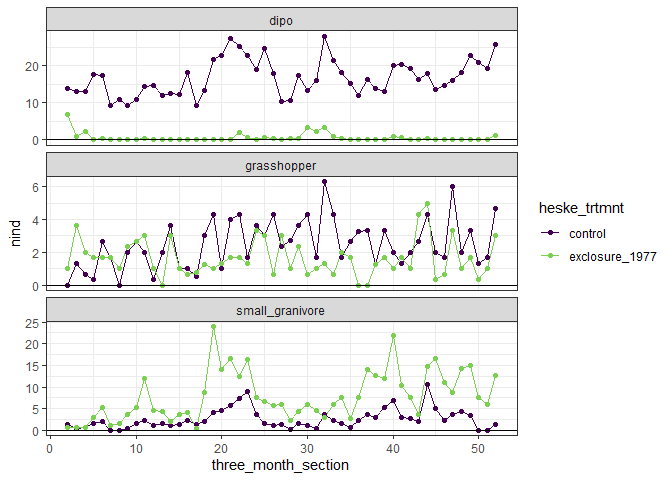 dipo
20
10
0
grasshopper
6
4
2
0
small_granivore
25
20
15
10
5
0
0
10
20
30
40
50
three_month_section
nind
heske_trtmnt
control
exclosure_1977